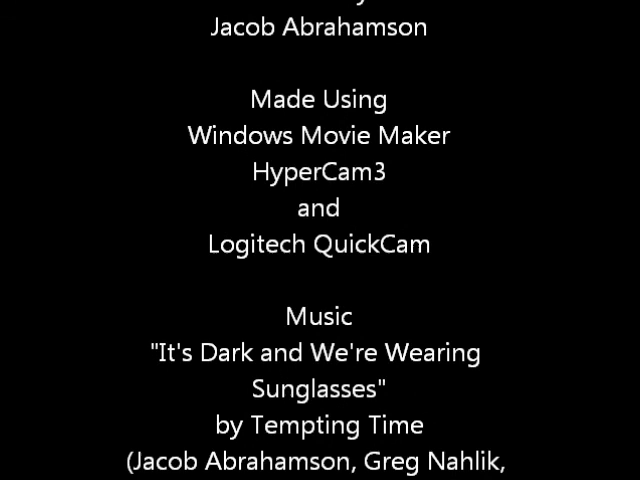 Jacob Abrahamson
Made Using
Windows Movie Maker
HyperCam3
and
Logitech QuickCam
Music
"It's Dark and We're Wearing
Sunglasses"
by Tempting Time
(Jacob Abrahamson, Greg Nahlik,